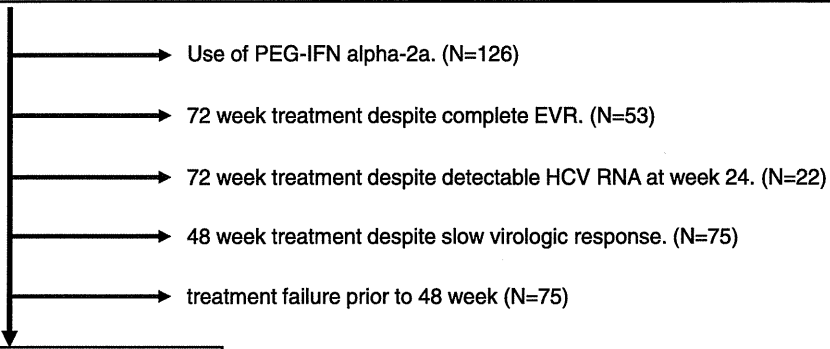 Use of PEG-IFN alpha-2a. (N=126)
72 week treatment despite complete EVR. (N=53)
72 week treatment despite detectable HCV RNA at week 24. (N=22)
48 week treatment despite slow virologic response. (N=75)
treatment failure prior to 48 week (N=75)